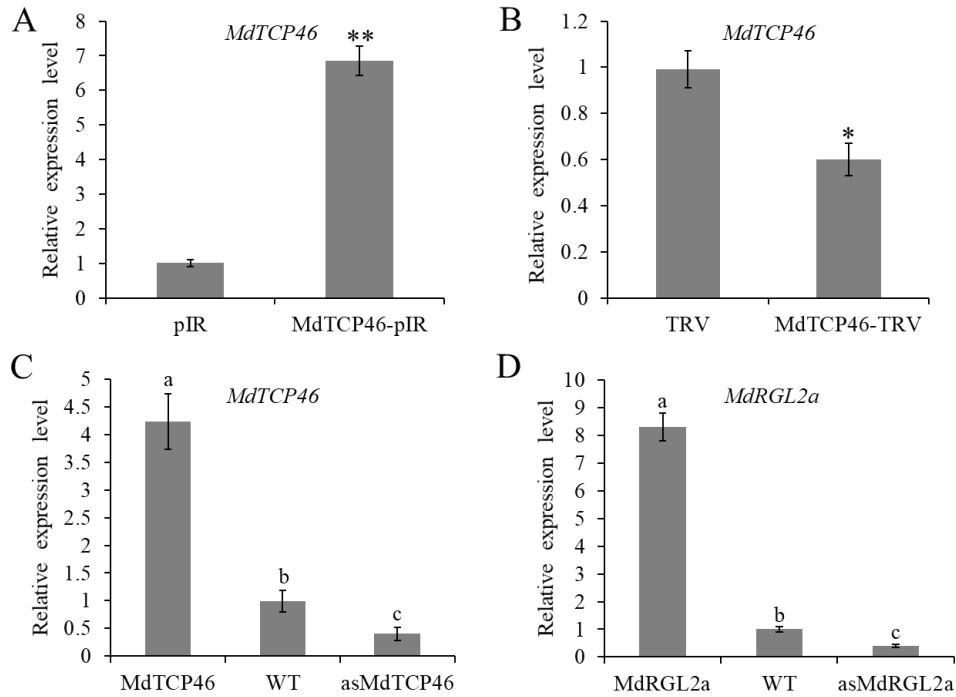 A
MdTCP46
Relative expression level
8
7
6
5
4
3
2
1
0
**
pIR
MdTCP46-pIR
B
MdTCP46
Relative expression level
1.2
1
0.8
0.6
0.4
0.2
0
*
TRV
MdTCP46-TRV
C
MdTCP46
Relative expression level
5
4.5
4
3.5
3
2.5
2
1.5
1
0.5
0
a
b
c
MdTCP46
WT
asMdTCP46
D
MdRGL2a
Relative expression level
10
9
8
7
6
5
4
3
2
1
0
a
b
c
MdRGL2a
WT
asMdRGL2a